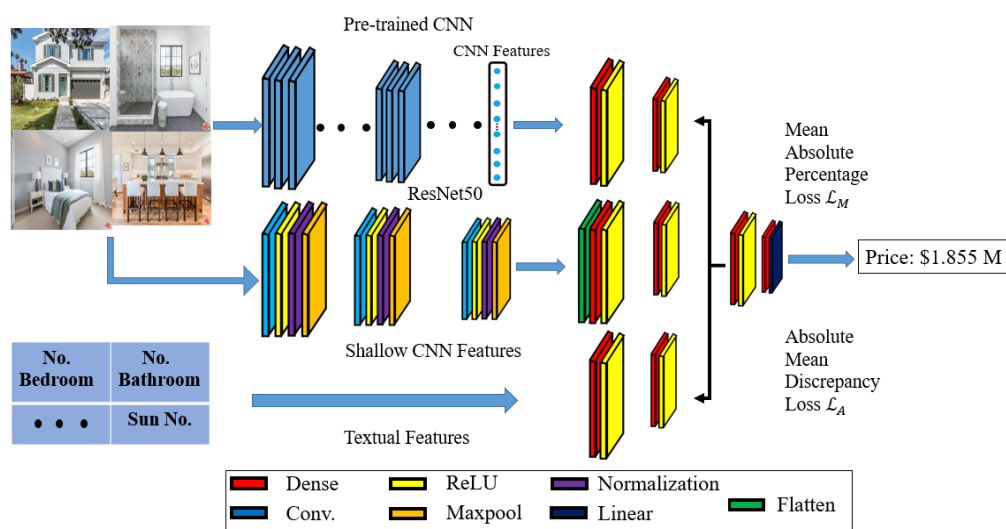 Pre-trained CNN
CNN Features
ResNet50
Mean
Absolute
Percentage
Loss ℒ_M
Price: $1.855 M
Shallow CNN Features
No.
Bedroom
No.
Bathroom
• • •
Sun No.
Textual Features
Absolute
Mean
Discrepancy
Loss ℒ_A
Dense
ReLU
Normalization
Flatten
Conv.
Maxpool
Linear